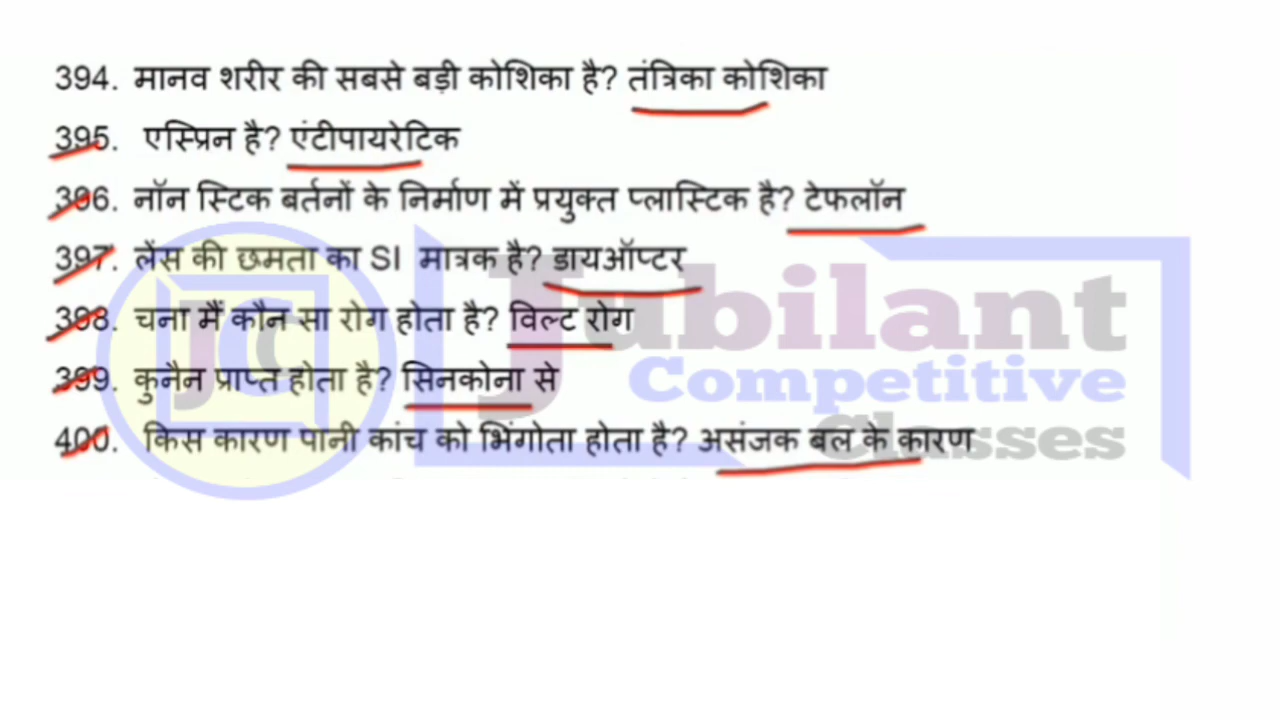 394. मानव शरीर की सबसे बड़ी कोशिका है? तंत्रिका कोशिका
395. एस्प्रिन है? एंटीपायरेटिक
396. नॉन स्टिक बर्तनों के निर्माण में प्रयुक्त प्लास्टिक है? टेफलॉन
397. लेंस की छमता का SI मात्रक है? डायऑप्टर
398. चना मैं कौन सा रोग होता है? विल्ट रोग
399. कुनैन प्राप्त होता है? सिनकोना से
400. किस कारण पानी कांच को भिंगोता होता है? असंजक बल के कारण
JC
Jubilant
Competitive
Classes